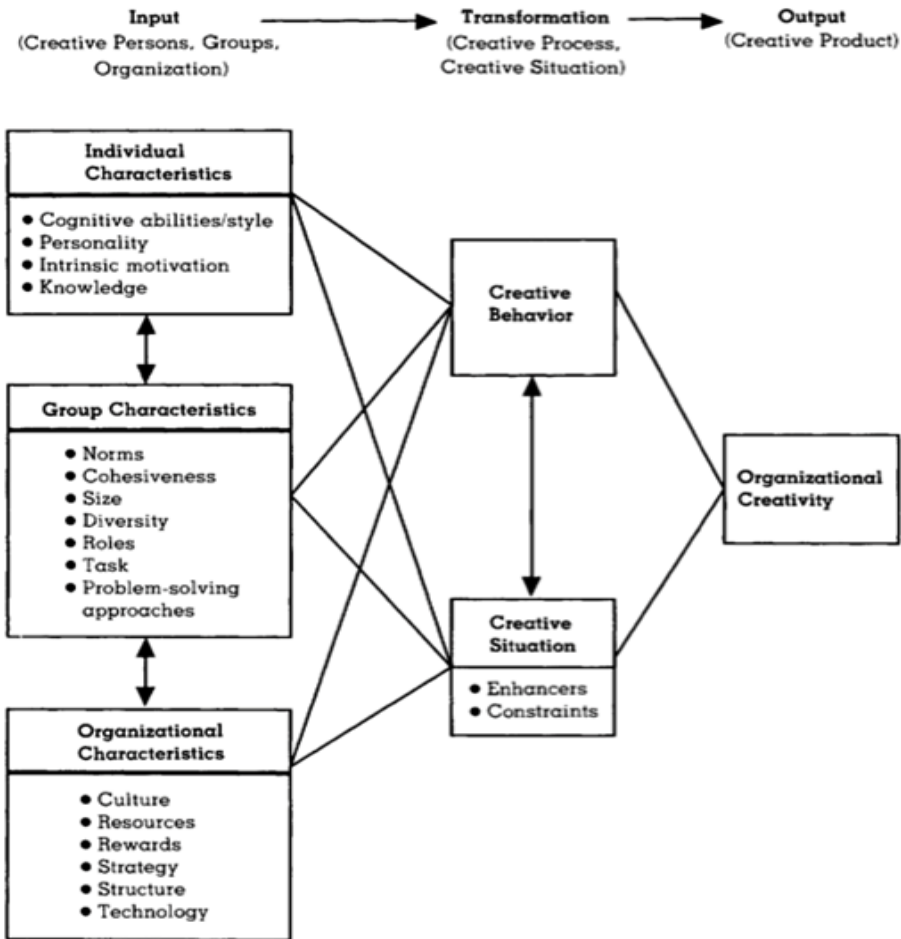 Input
(Creative Persons, Groups,
Organization)
Transformation
(Creative Process,
Creative Situation)
Output
(Creative Product)
Individual
Characteristics
● Cognitive abilities/style
● Personality
● Intrinsic motivation
● Knowledge
Group Characteristics
● Norms
● Cohesiveness
● Size
● Diversity
● Roles
● Task
● Problem-solving
approaches
Organizational
Characteristics
● Culture
● Resources
● Rewards
● Strategy
● Structure
● Technology
Creative
Behavior
Creative
Situation
● Enhancers
● Constraints
Organizational
Creativity